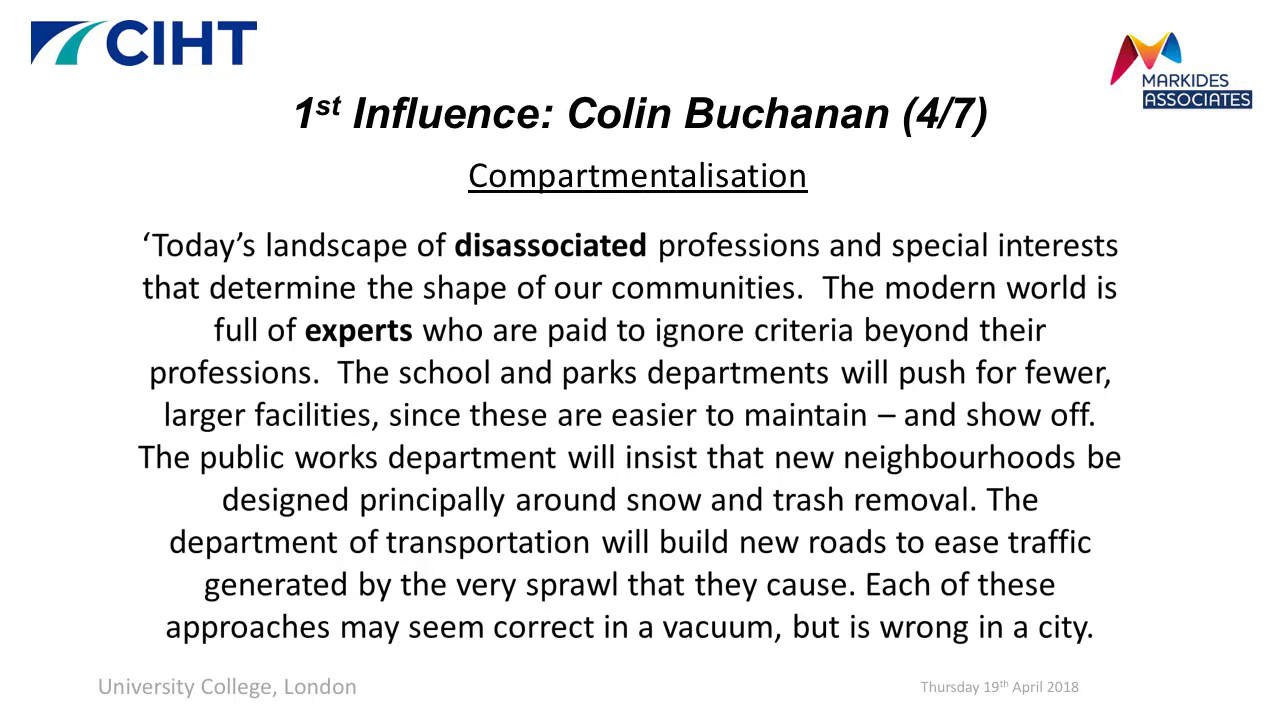 CIHT
MARKIDES
ASSOCIATES
1st Influence: Colin Buchanan (4/7)
Compartmentalisation
‘Today’s landscape of disassociated professions and special interests
that determine the shape of our communities.  The modern world is
full of experts who are paid to ignore criteria beyond their
professions.  The school and parks departments will push for fewer,
larger facilities, since these are easier to maintain – and show off.
The public works department will insist that new neighbourhoods be
designed principally around snow and trash removal. The
department of transportation will build new roads to ease traffic
generated by the very sprawl that they cause. Each of these
approaches may seem correct in a vacuum, but is wrong in a city.
University College, London
Thursday 19th April 2018